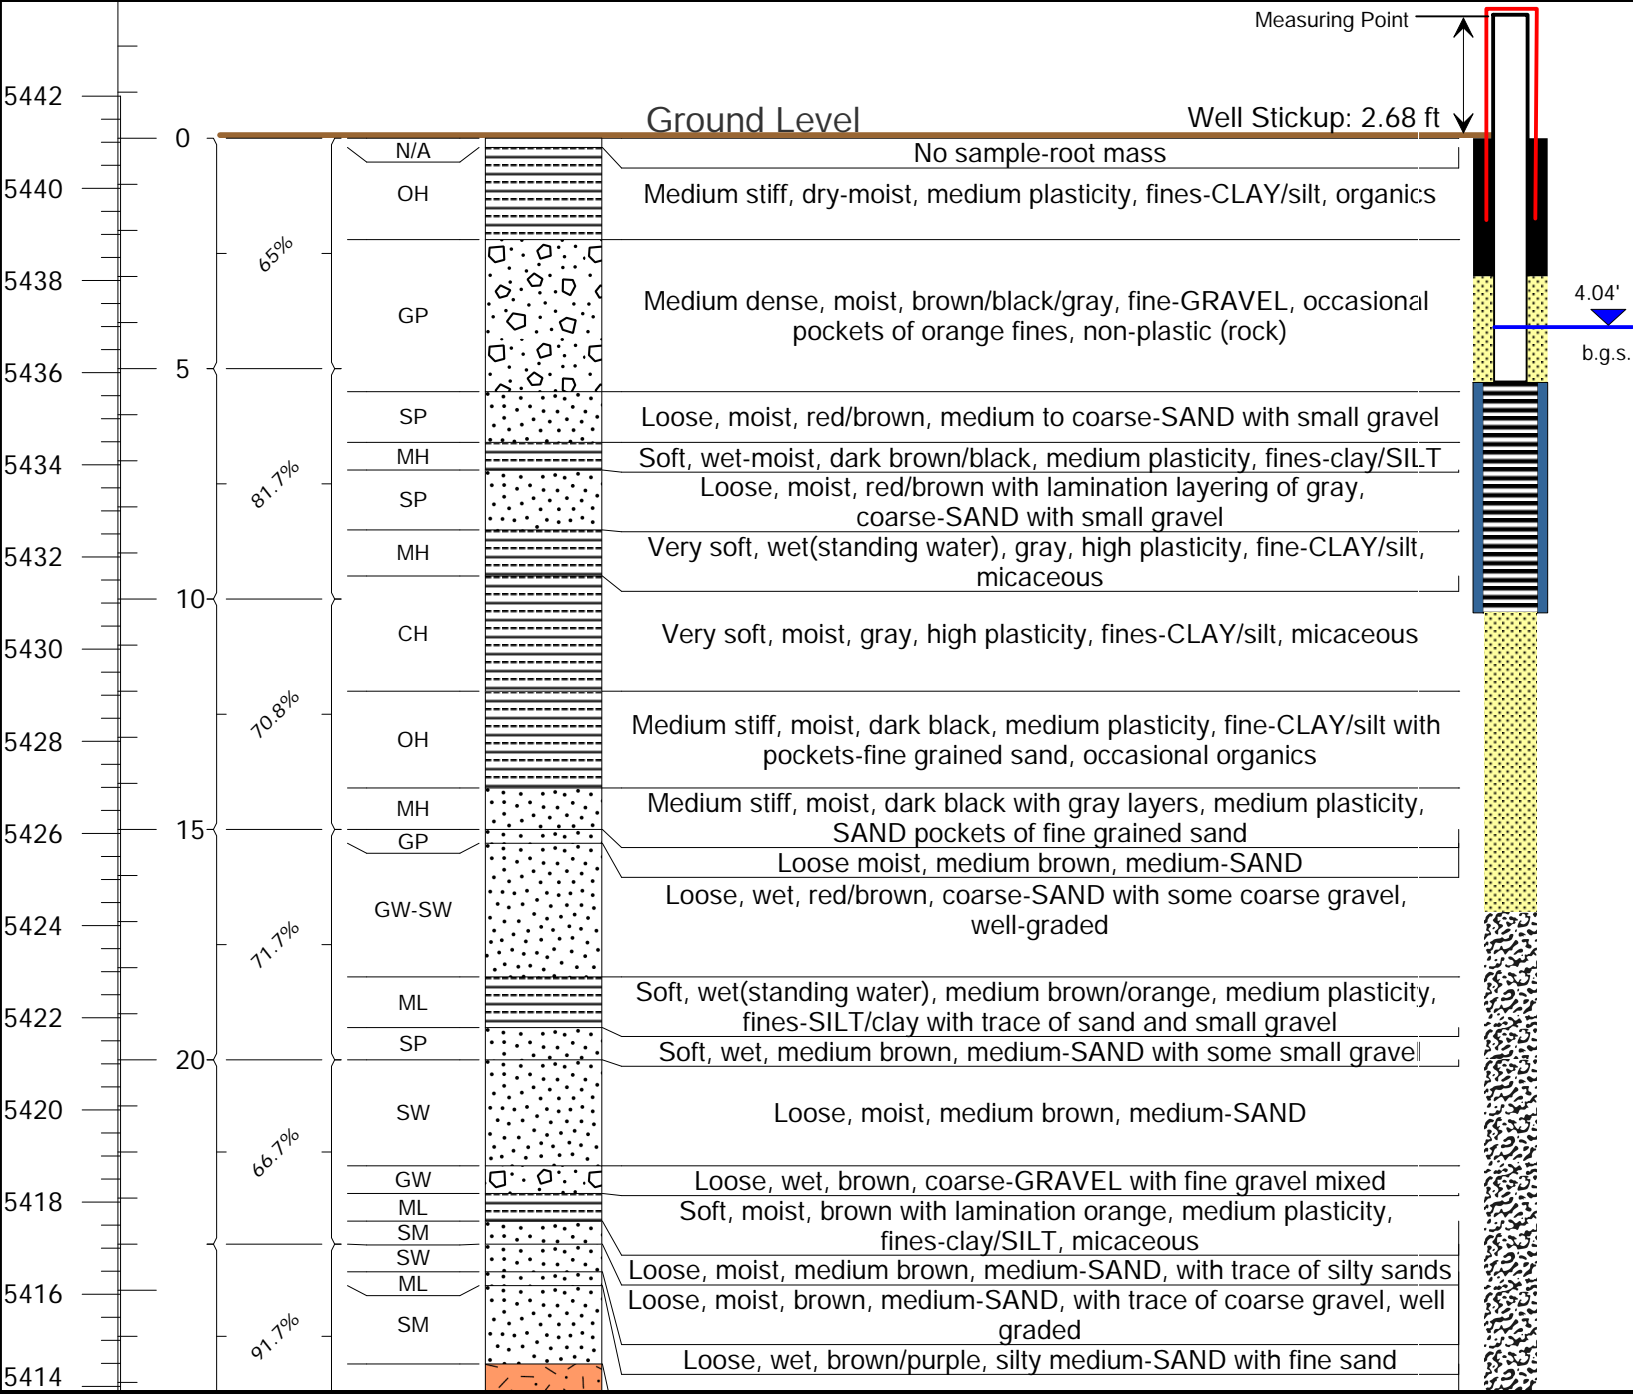 Measuring Point
5442
Ground Level
Well Stickup: 2.68 ft
0
N/A
No sample-root mass
5440
OH
Medium stiff, dry-moist, medium plasticity, fines-CLAY/silt, organics
65%
5438
GP
Medium dense, moist, brown/black/gray, fine-GRAVEL, occasional
pockets of orange fines, non-plastic (rock)
4.04'
b.g.s.
5
5436
SP
Loose, moist, red/brown, medium to coarse-SAND with small gravel
5434
MH
Soft, wet-moist, dark brown/black, medium plasticity, fines-clay/SILT
81.7%
SP
Loose, moist, red/brown with lamination layering of gray,
coarse-SAND with small gravel
5432
MH
Very soft, wet(standing water), gray, high plasticity, fine-CLAY/silt,
micaceous
10
5430
CH
Very soft, moist, gray, high plasticity, fines-CLAY/silt, micaceous
70.8%
5428
OH
Medium stiff, moist, dark black, medium plasticity, fine-CLAY/silt with
pockets-fine grained sand, occasional organics
MH
Medium stiff, moist, dark black with gray layers, medium plasticity,
SAND pockets of fine grained sand
15
5426
GP
Loose moist, medium brown, medium-SAND
5424
GW-SW
Loose, wet, red/brown, coarse-SAND with some coarse gravel,
well-graded
71.7%
5422
ML
Soft, wet(standing water), medium brown/orange, medium plasticity,
fines-SILT/clay with trace of sand and small gravel
SP
Soft, wet, medium brown, medium-SAND with some small gravel
20
5420
SW
Loose, moist, medium brown, medium-SAND
66.7%
GW
Loose, wet, brown, coarse-GRAVEL with fine gravel mixed
5418
ML
Soft, moist, brown with lamination orange, medium plasticity,
fines-clay/SILT, micaceous
SM
Loose, moist, medium brown, medium-SAND, with trace of silty sands
SW
Loose, moist, brown, medium-SAND, with trace of coarse gravel, well
graded
5416
ML
Loose, wet, brown/purple, silty medium-SAND with fine sand
SM
91.7%
5414